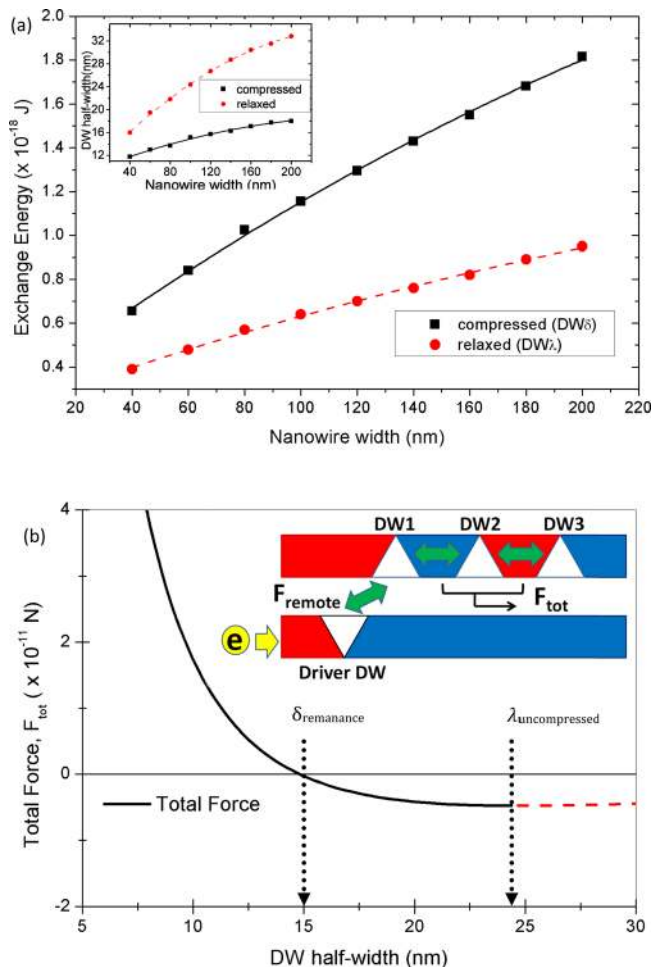 (a)
Exchange Energy (x 10⁻¹⁸ J)
1.8
1.6
1.4
1.2
1.0
0.8
0.6
0.4
20 40 60 80 100 120 140 160 180 200 220
Nanowire width (nm)
DW half-width(nm)
32
28
24
20
16
12
40 80 120 160 200
Nanowire width (nm)
compressed
relaxed
compressed (DWδ)
relaxed (DWλ)
(b)
Total Force, F_tot ( x 10⁻¹¹ N)
4
2
0
-2
5 10 15 20 25 30
DW half-width (nm)
DW1 DW2 DW3
F_remote
F_tot
e
Driver DW
δ_remanance
λ_uncompressed
Total Force